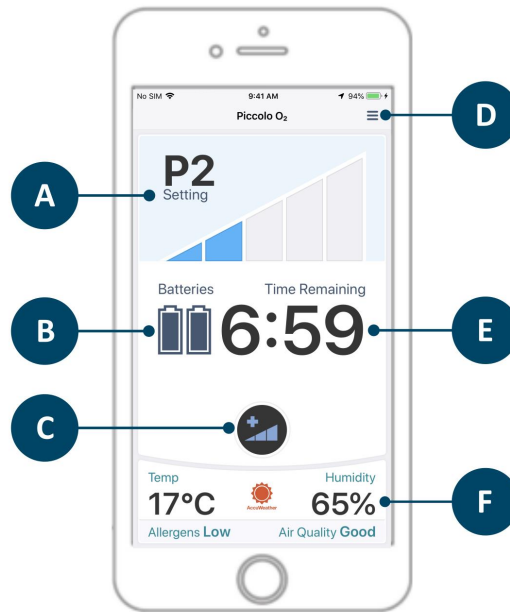 No SIM 9:41 AM 94%
Piccolo O₂
D
P2
Setting
A
Batteries Time Remaining
B
6:59
E
C
Temp Humidity
17°C AccuWeather 65%
F
Allergens Low Air Quality Good